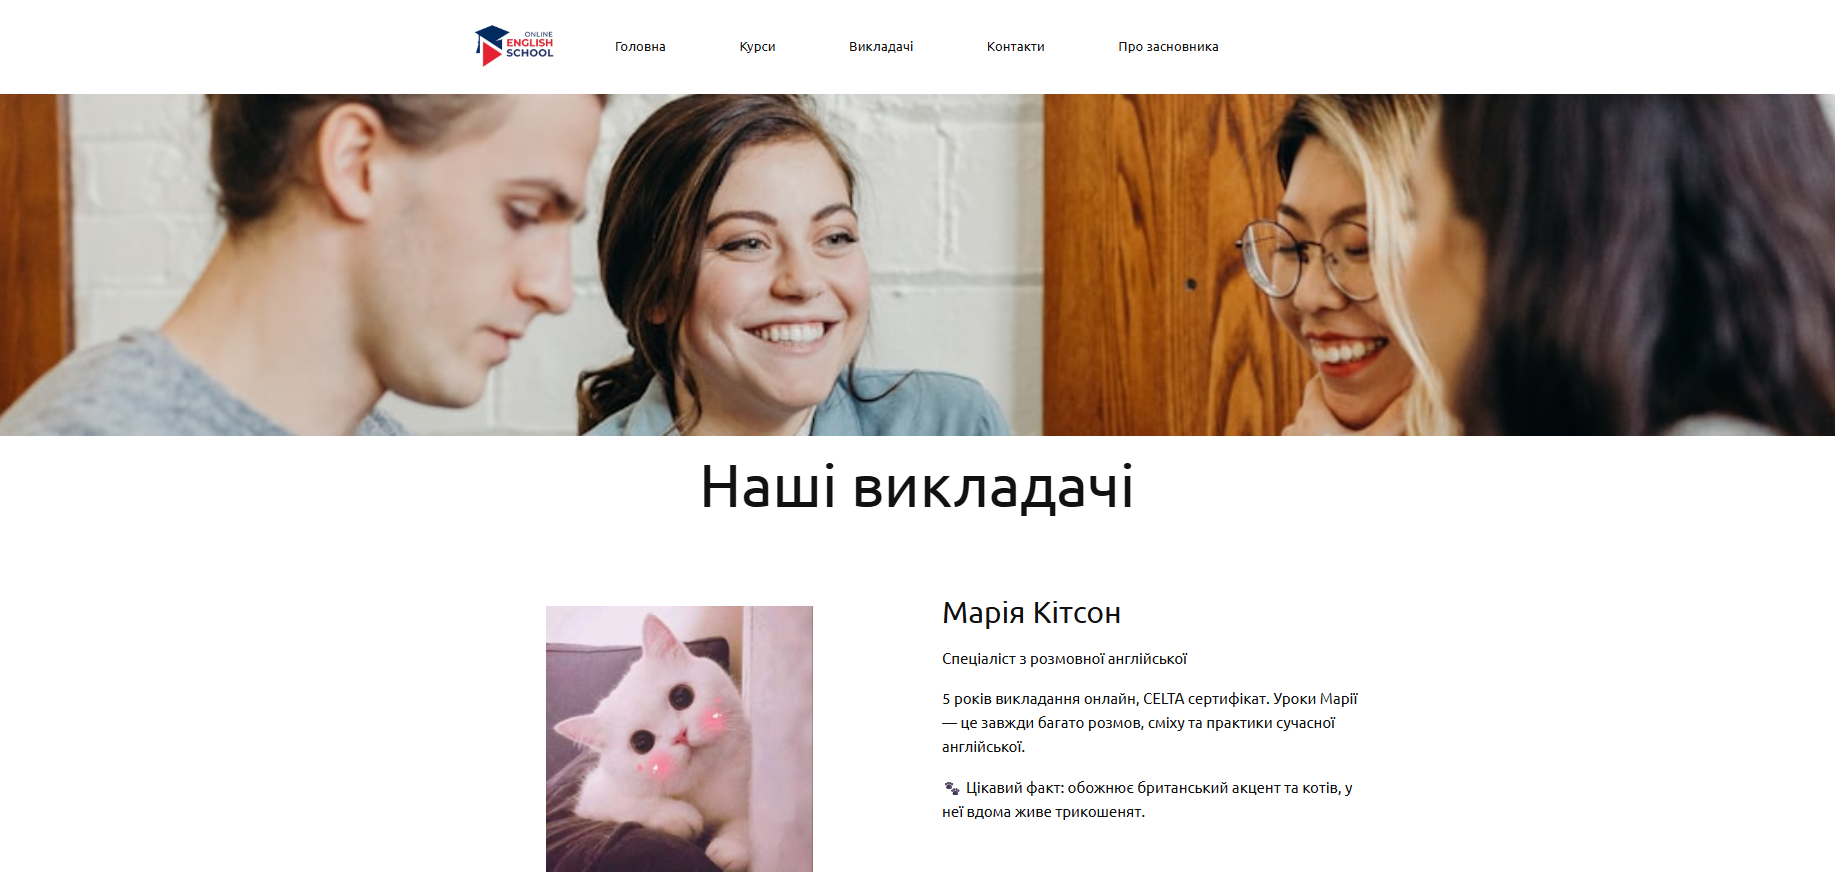 ONLINE
ENGLISH
SCHOOL
Головна Курси Викладачі Контакти Про засновника
Наші викладачі
Марія Кітсон
Спеціаліст з розмовної англійської
5 років викладання онлайн, CELTA сертифікат. Уроки Марії
— це завжди багато розмов, сміху та практики сучасної
англійської.
🐾 Цікавий факт: обожнює британський акцент та котів, у
неї вдома живе трикошенят.